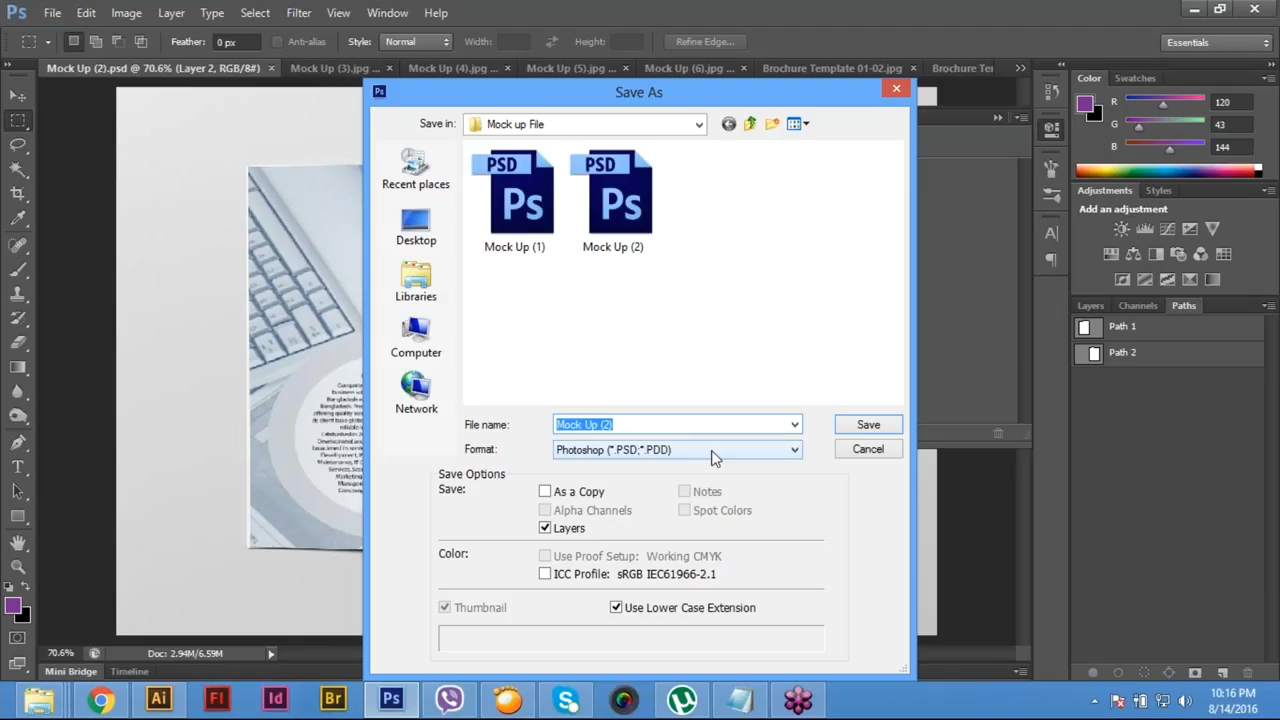 Ps File Edit Image Layer Type Select Filter View Window Help
Feather: 0 px Anti-alias Style: Normal Width: Height: Refine Edge... Essentials
Mock Up (2).psd @ 70.6% (Layer 2, RGB/8#) Mock Up (3).jpg ... Mock Up (4).jpg ... Mock Up (5).jpg ... Mock Up (6).jpg ... Brochure Template 01-02.jpg Brochure Ter
Save As
Save in: Mock up File
Recent places
Desktop
Libraries
Computer
Network
PSD PSD
Ps Ps
Mock Up (1) Mock Up (2)
File name: Mock Up (2) Save
Format: Photoshop (*.PSD;*.PDD) Cancel
Save Options
Save: As a Copy Notes
Alpha Channels Spot Colors
Layers
Color: Use Proof Setup: Working CMYK
ICC Profile: sRGB IEC61966-2.1
Thumbnail Use Lower Case Extension
Color Swatches
R 120
G 43
B 144
Adjustments Styles
Add an adjustment
Layers Channels Paths
Path 1
Path 2
70.6% Doc: 2.94M/6.59M
Mini Bridge Timeline
Ai Fl Id Br Ps
10:16 PM
8/14/2016